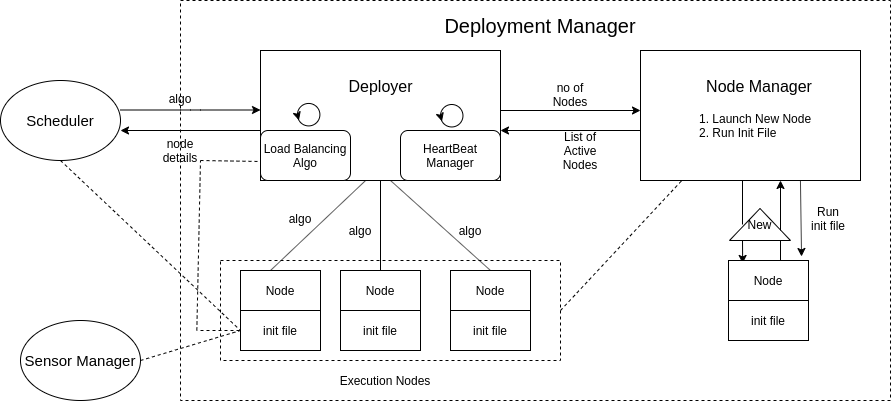 Deployment Manager
Scheduler
algo
node
details
Deployer
Load Balancing
Algo
HeartBeat
Manager
no of
Nodes
List of
Active
Nodes
Node Manager
1. Launch New Node
2. Run Init File
algo
algo
algo
New
Run
init file
Node
init file
Node
init file
Node
init file
Node
init file
Execution Nodes
Sensor Manager